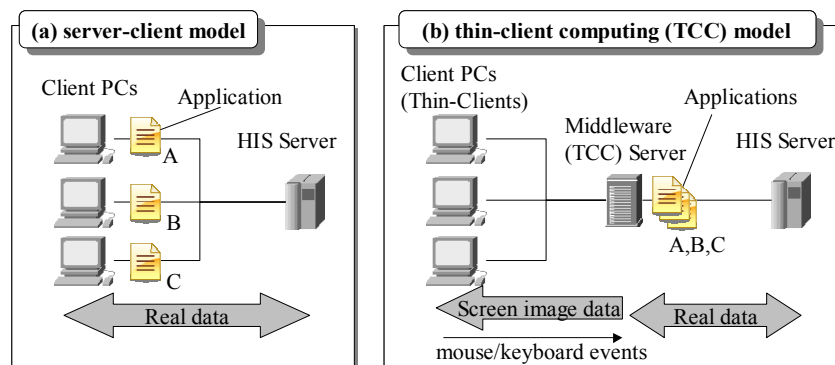 (a) server-client model
Client PCs
Application
HIS Server
A
B
C
Real data
(b) thin-client computing (TCC) model
Client PCs
(Thin-Clients)
Applications
Middleware
(TCC) Server
HIS Server
A,B,C
Screen image data
Real data
mouse/keyboard events